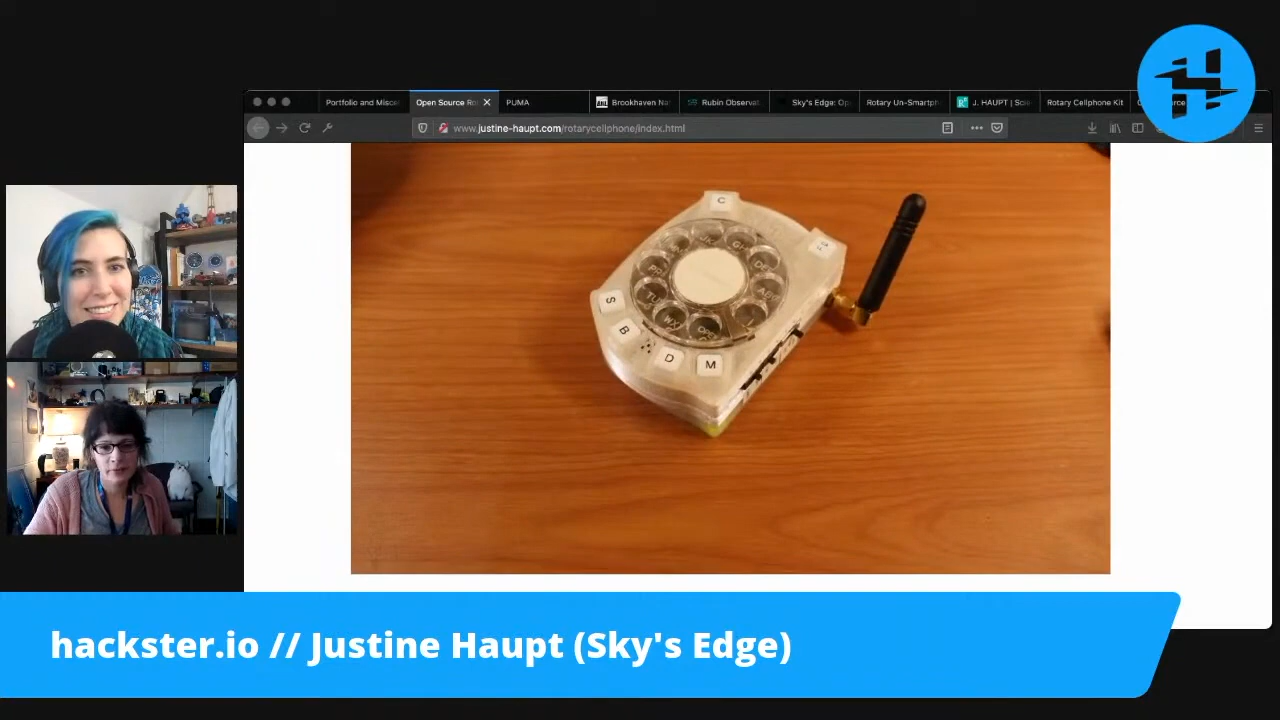 Portfolio and Misce
Open Source Ro
PUMA
Brookhaven Na
Rubin Observat
Sky's Edge: Op
Rotary Un-Smartph
J. HAUPT | Scie
Rotary Cellphone Kit
www.justine-haupt.com/rotarycellphone/index.html
C
S
B
D
M
hackster.io // Justine Haupt (Sky's Edge)